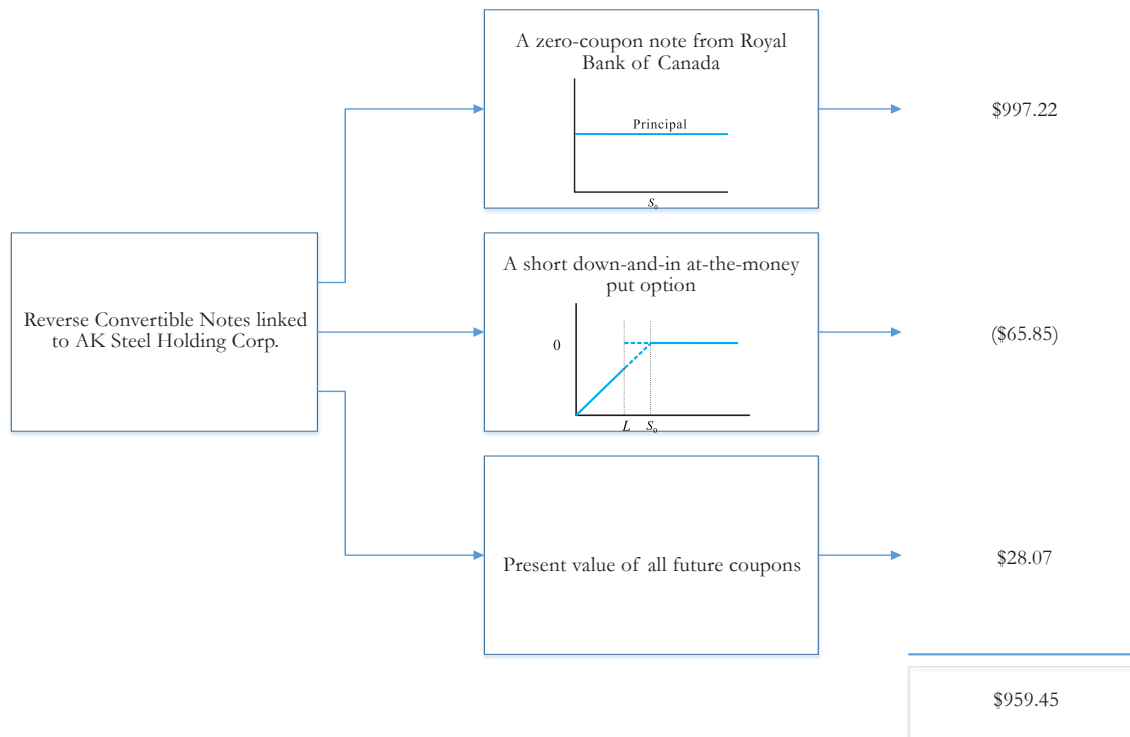 A zero-coupon note from Royal
Bank of Canada
Principal
S₀
$997.22
Reverse Convertible Notes linked
to AK Steel Holding Corp.
A short down-and-in at-the-money
put option
0
L S₀
($65.85)
Present value of all future coupons
$28.07
$959.45